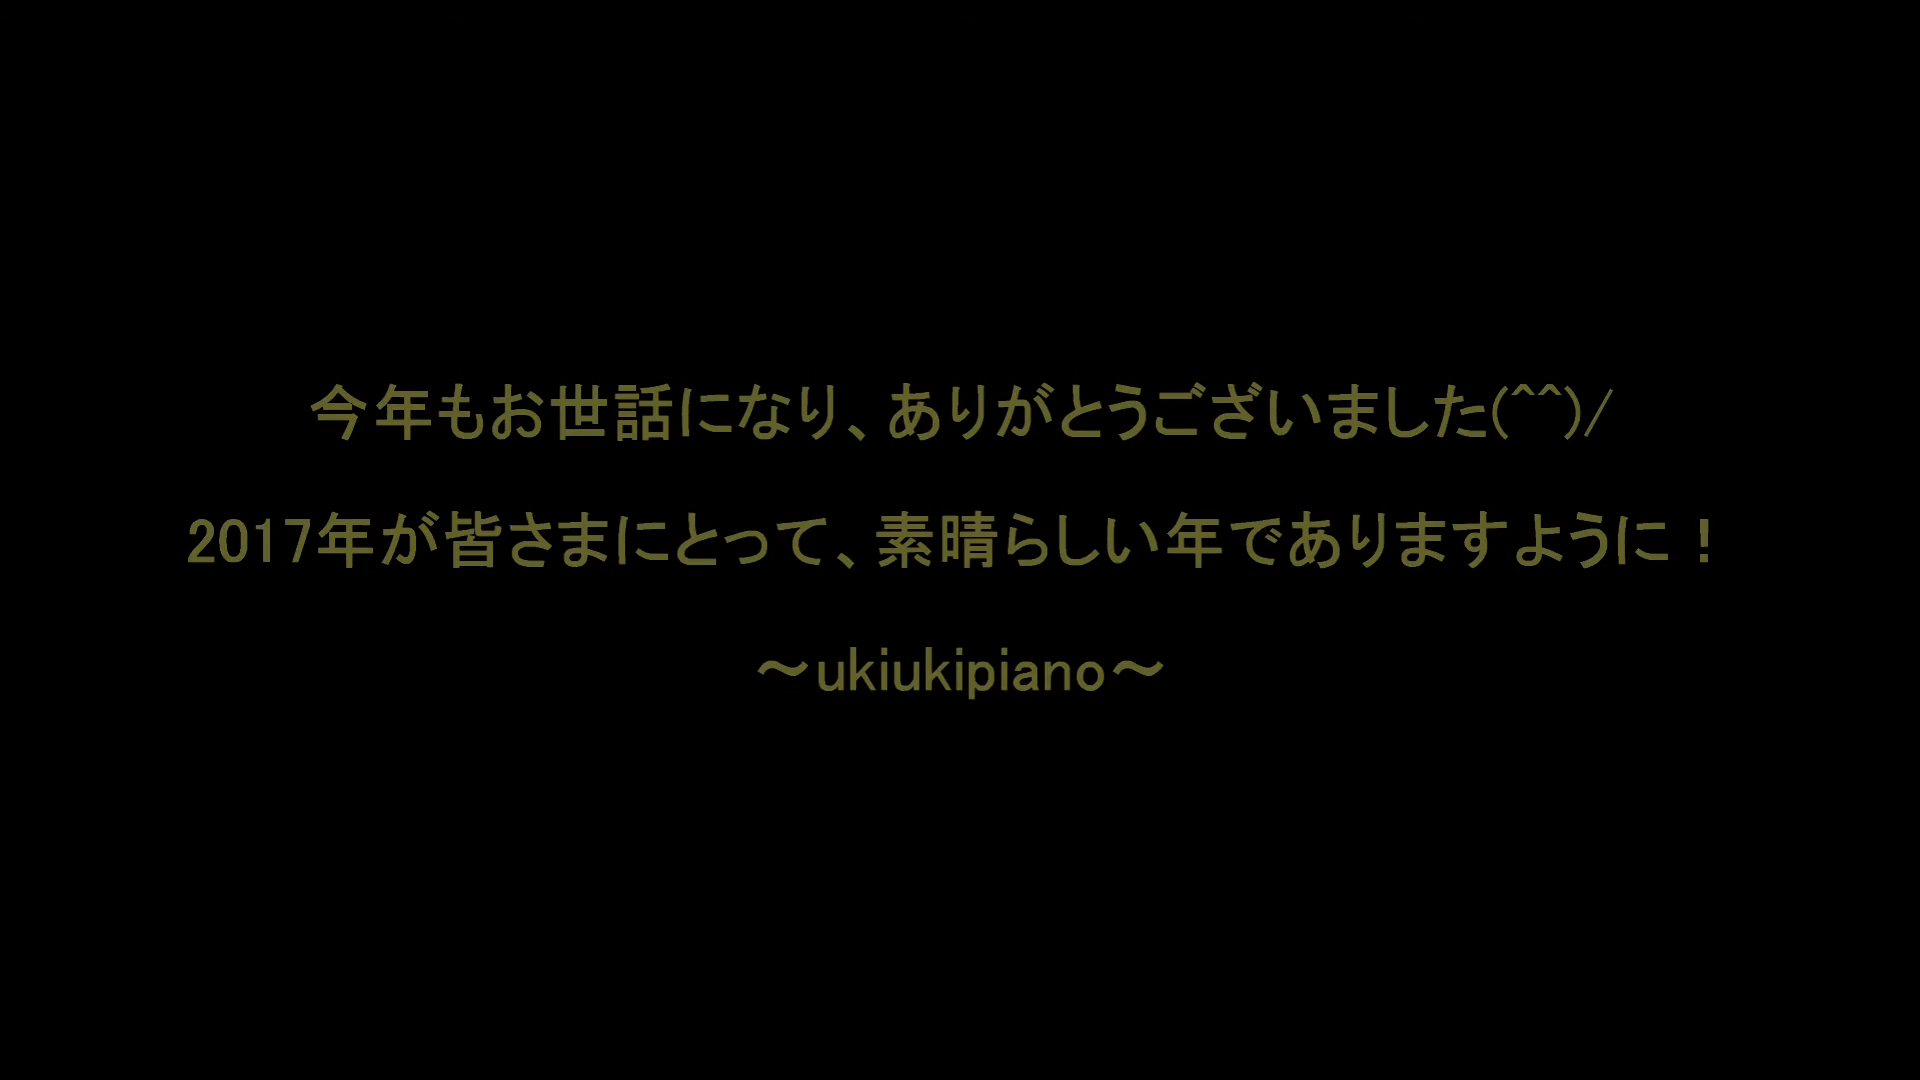 今年もお世話になり、ありがとうございました(^^)/
2017年が皆さまにとって、素晴らしい年でありますように！
～ukiukipiano～